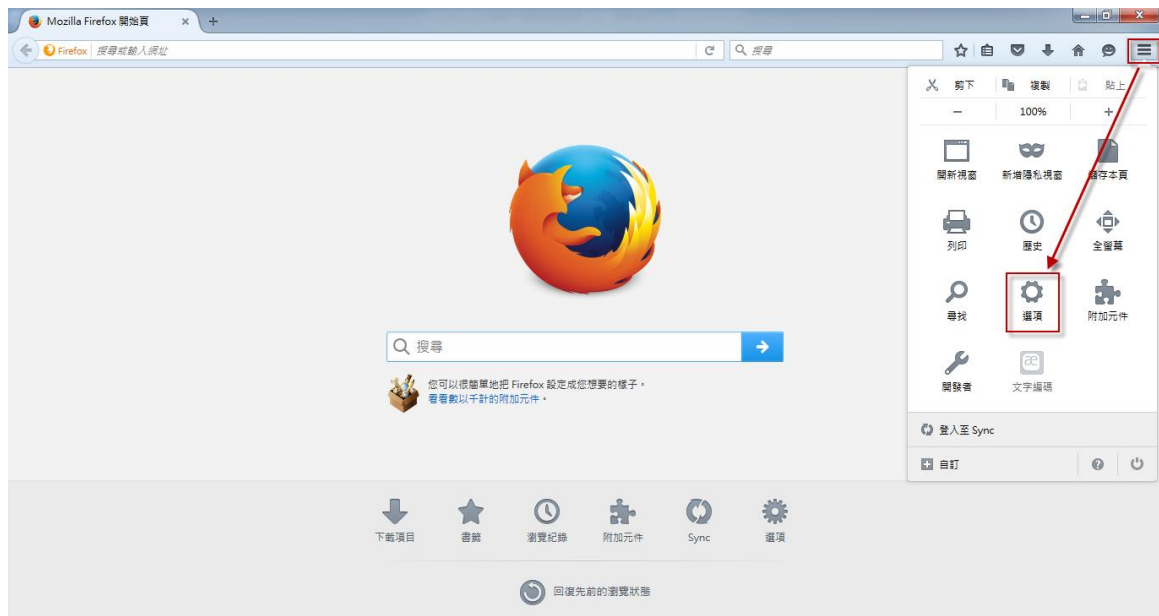 Mozilla Firefox 開始頁
Firefox 搜尋或輸入網址
搜尋
剪下 複製 貼上
100%
開新視窗 新增隱私視窗 儲存本頁
列印 歷史 全螢幕
尋找 選項 附加元件
開發者 文字編碼
登入至 Sync
自訂
搜尋
您可以很簡單地把 Firefox 設定成您想要的樣子。
看看數以千計的附加元件。
下載項目 書籤 瀏覽紀錄 附加元件 Sync 選項
回復先前的瀏覽狀態